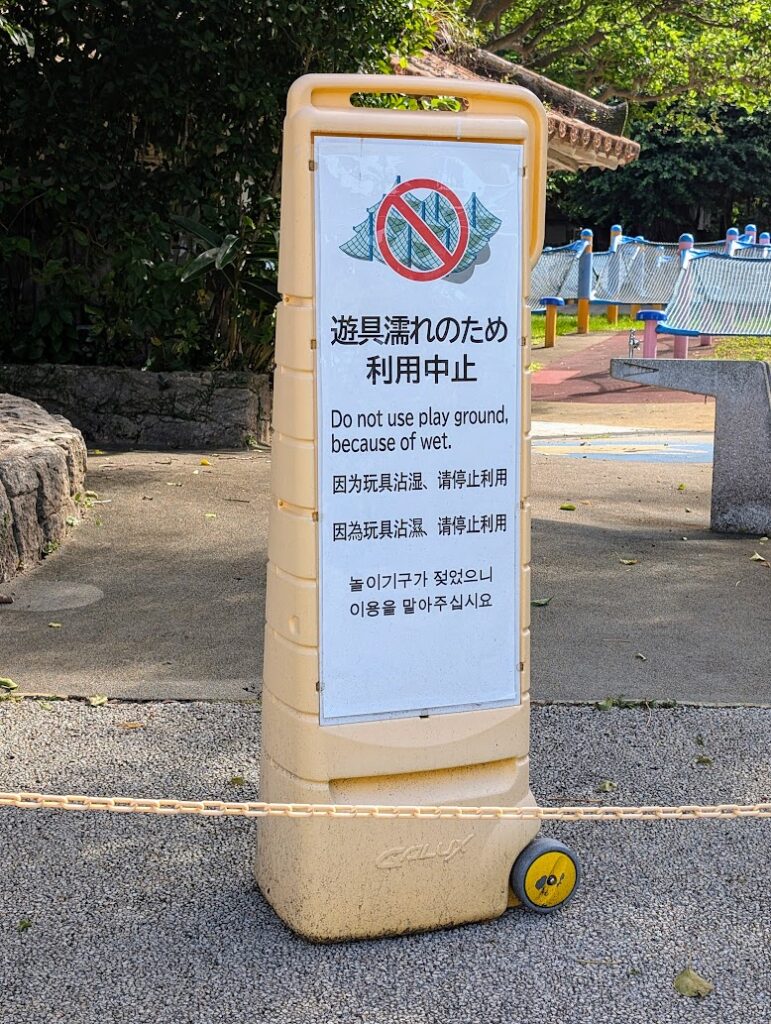 遊具濡れのため
利用中止
Do not use play ground,
because of wet.
因为玩具沾湿、请停止利用
因為玩具沾濕、请停止利用
놀이기구가 젖었으니
이용을 말아주십시요
CALUX